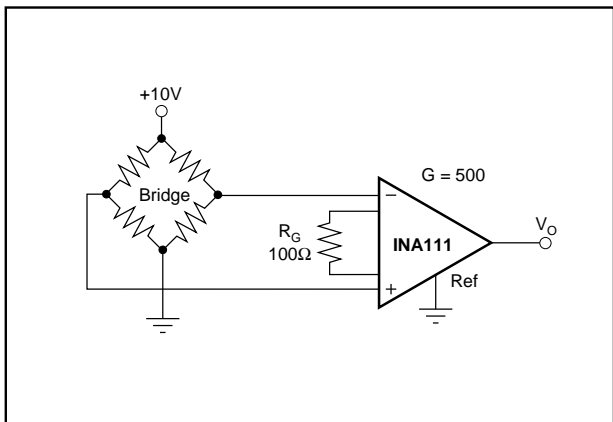 +10V
Bridge
G = 500
−
R_G
100Ω
INA111
V_O
+
Ref